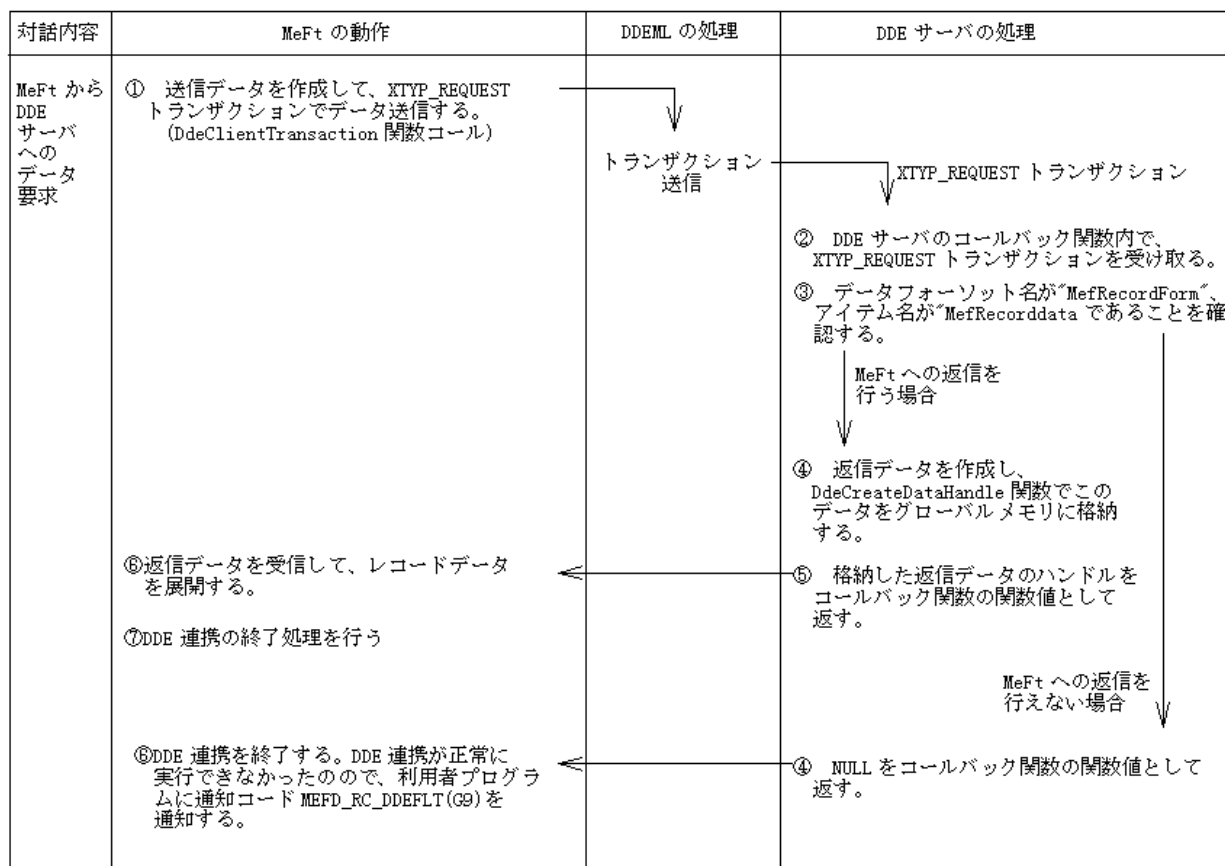 対話内容
MeFt の動作
DDEML の処理
DDE サーバの処理
MeFt から
DDE
サーバ
への
データ
要求
① 送信データを作成して、XTYP_REQUEST
トランザクションでデータ送信する。
(DdeClientTransaction 関数コール)
トランザクション
送信
XTYP_REQUEST トランザクション
② DDE サーバのコールバック関数内で、
XTYP_REQUEST トランザクションを受け取る。
③ データフォーソット名が"MefRecordForm"、
アイテム名が"MefRecorddata であることを確
認する。
MeFt への返信を
行う場合
④ 返信データを作成し、
DdeCreateDataHandle 関数でこの
データをグローバルメモリに格納
する。
⑥返信データを受信して、レコードデータ
を展開する。
⑤ 格納した返信データのハンドルを
コールバック関数の関数値として
返す。
⑦DDE 連携の終了処理を行う
MeFt への返信を
行えない場合
⑥DDE 連携を終了する。DDE 連携が正常に
実行できなかったのので、利用者プログラ
ムに通知コード MEFD_RC_DDEFLT(G9)を
通知する。
④ NULL をコールバック関数の関数値として
返す。